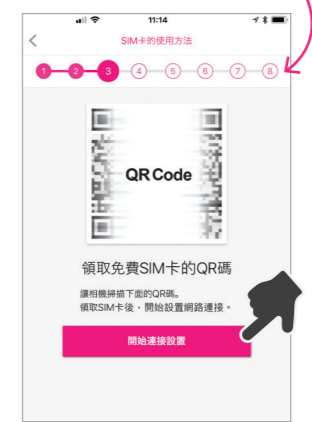 11:14
SIM卡的使用方法
1 2 3 4 5 6 7 8
QR Code
領取免費SIM卡的QR碼
讓相機掃描下面的QR碼。
領取SIM卡後，開始設置網路連接。
開始連接設置